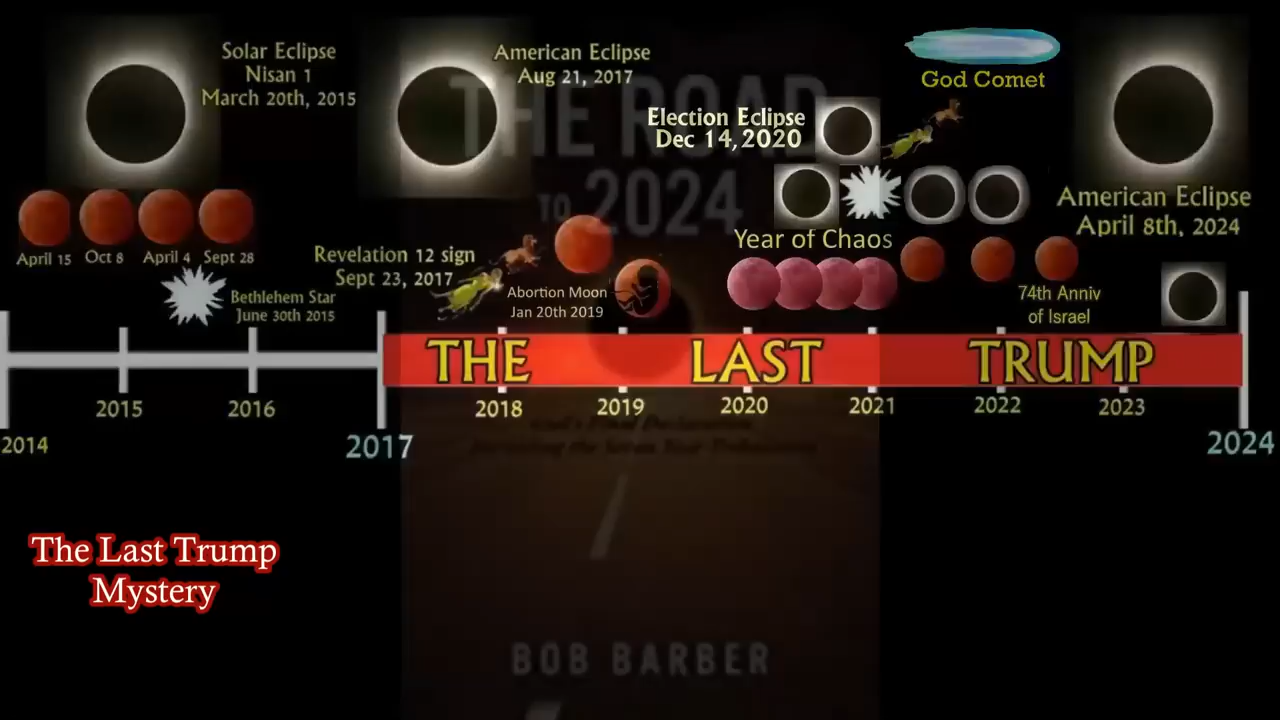 Solar Eclipse
Nisan 1
March 20th, 2015
American Eclipse
Aug 21, 2017
THE ROAD
TO 2024
God Comet
Election Eclipse
Dec 14, 2020
American Eclipse
April 8th, 2024
April 15
Oct 8
April 4
Sept 28
Bethlehem Star
June 30th 2015
Revelation 12 sign
Sept 23, 2017
Abortion Moon
Jan 20th 2019
Year of Chaos
74th Anniv
of Israel
THE LAST TRUMP
2014
2015
2016
2017
2018
2019
2020
2021
2022
2023
2024
God's Final Declaration
The Last Trump
Mystery
BOB BARBER